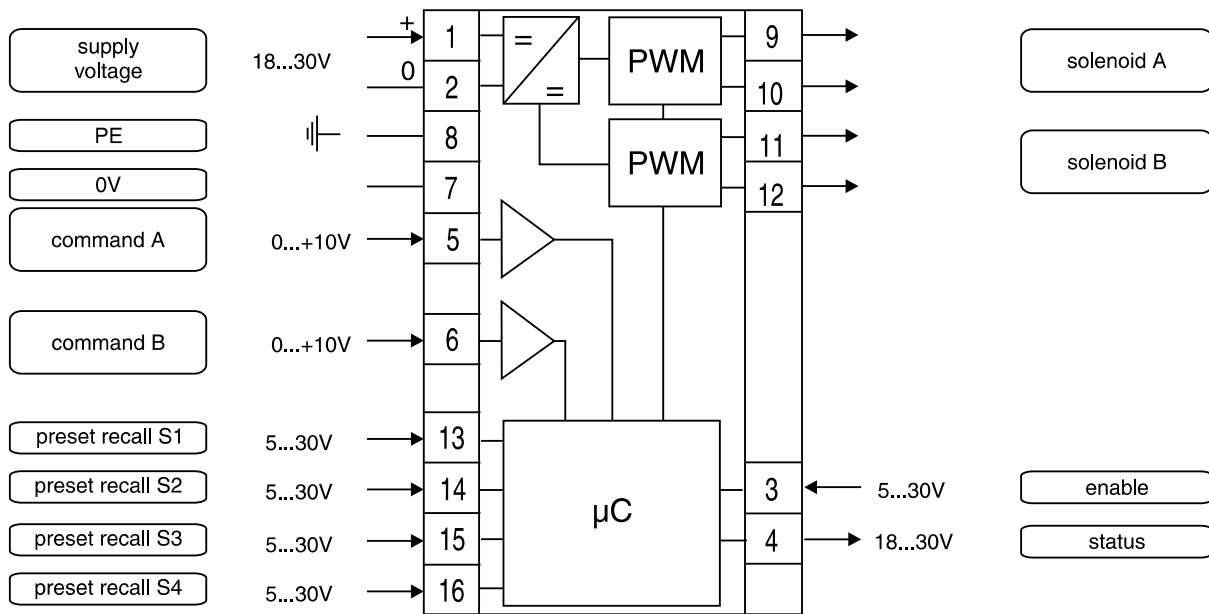 supply
voltage
18...30V
+
0
1
2
=
=
PWM
9
10
solenoid A
PE
8
PWM
11
12
solenoid B
0V
7
command A
0...+10V
5
command B
0...+10V
6
preset recall S1
5...30V
13
preset recall S2
5...30V
14
µC
3
5...30V
enable
preset recall S3
5...30V
15
4
18...30V
status
preset recall S4
5...30V
16